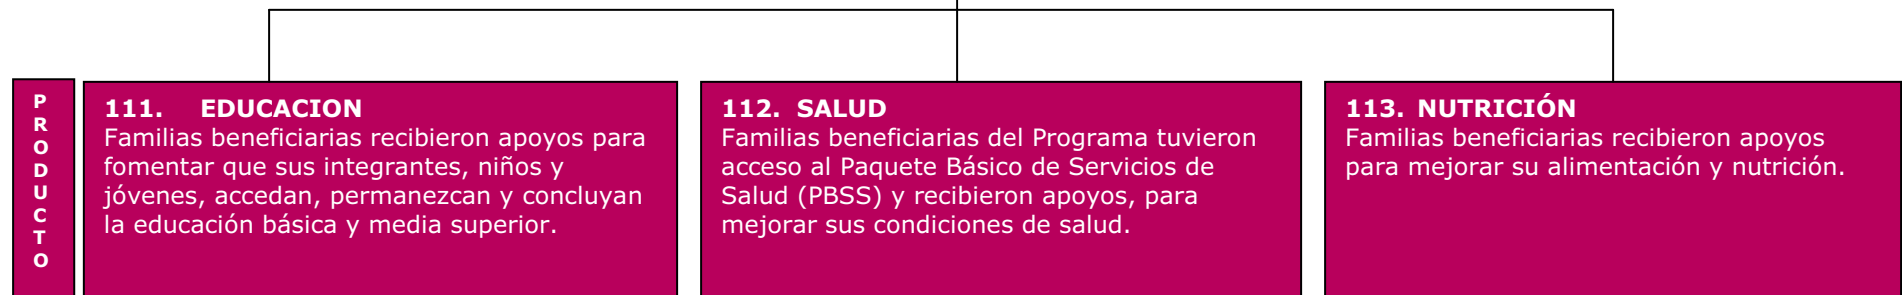 PRODUCTO
111. EDUCACION
Familias beneficiarias recibieron apoyos para
fomentar que sus integrantes, niños y
jóvenes, accedan, permanezcan y concluyan
la educación básica y media superior.
112. SALUD
Familias beneficiarias del Programa tuvieron
acceso al Paquete Básico de Servicios de
Salud (PBSS) y recibieron apoyos, para
mejorar sus condiciones de salud.
113. NUTRICIÓN
Familias beneficiarias recibieron apoyos
para mejorar su alimentación y nutrición.